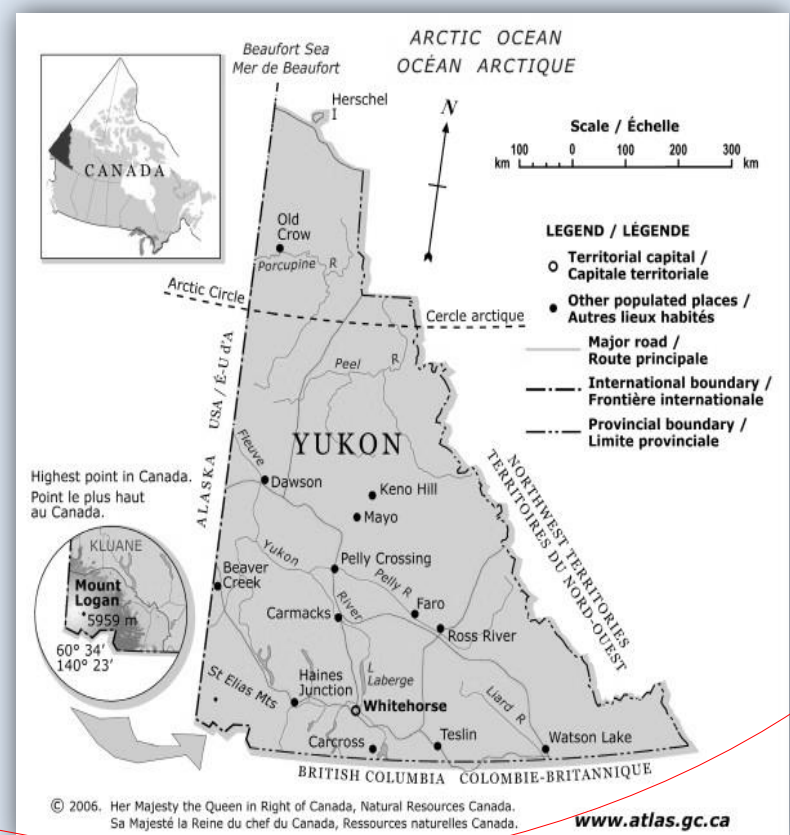 Beaufort Sea
Mer de Beaufort
ARCTIC OCEAN
OCÉAN ARCTIQUE
Herschel
I
N
CANADA
Scale / Échelle
100 0 100 200 300
km km
Old
Crow
Porcupine R
LEGEND / LÉGENDE
Territorial capital /
Capitale territoriale
Other populated places /
Autres lieux habités
Major road /
Route principale
International boundary /
Frontière internationale
Provincial boundary /
Limite provinciale
Arctic Circle
Cercle arctique
Peel R
ALASKA USA / É-U d'A
YUKON
Fleuve
Dawson
Keno Hill
Mayo
NORTHWEST TERRITORIES
TERRITOIRES DU NORD-OUEST
Highest point in Canada.
Point le plus haut
au Canada.
KLUANE
Mount
Logan
5959 m
60° 34'
140° 23'
Yukon
River
Pelly Crossing
Beaver
Creek
Pelly R
Faro
Carmacks
Ross River
L
Laberge
Haines
Junction
St Elias Mts
Whitehorse
Liard R
Carcross
Teslin
Watson Lake
BRITISH COLUMBIA COLOMBIE-BRITANNIQUE
© 2006. Her Majesty the Queen in Right of Canada, Natural Resources Canada.
Sa Majesté la Reine du chef du Canada, Ressources naturelles Canada.
www.atlas.gc.ca